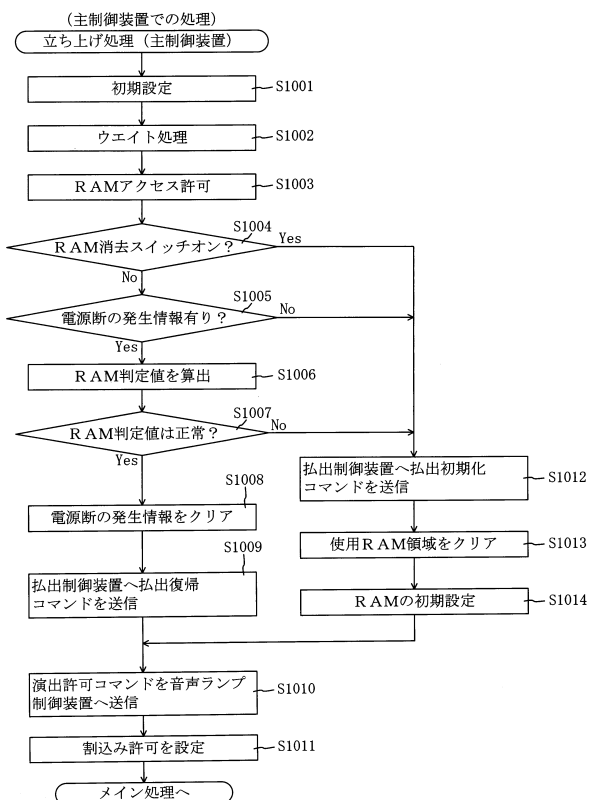 (主制御装置での処理)
立ち上げ処理 (主制御装置)
初期設定
S1001
ウエイト処理
S1002
RAMアクセス許可
S1003
S1004
RAM消去スイッチオン?
Yes
No
S1005
電源断の発生情報有り?
No
Yes
RAM判定値を算出
S1006
S1007
RAM判定値は正常?
No
Yes
S1008
電源断の発生情報をクリア
S1009
払出制御装置へ払出復帰
コマンドを送信
払出制御装置へ払出初期化
コマンドを送信
S1012
使用RAM領域をクリア
S1013
RAMの初期設定
S1014
演出許可コマンドを音声ランプ
制御装置へ送信
S1010
割込み許可を設定
S1011
メイン処理へ